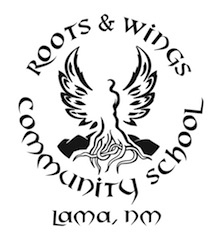 ROOTS & WINGS
COMMUNITY SCHOOL
LAMA, NM